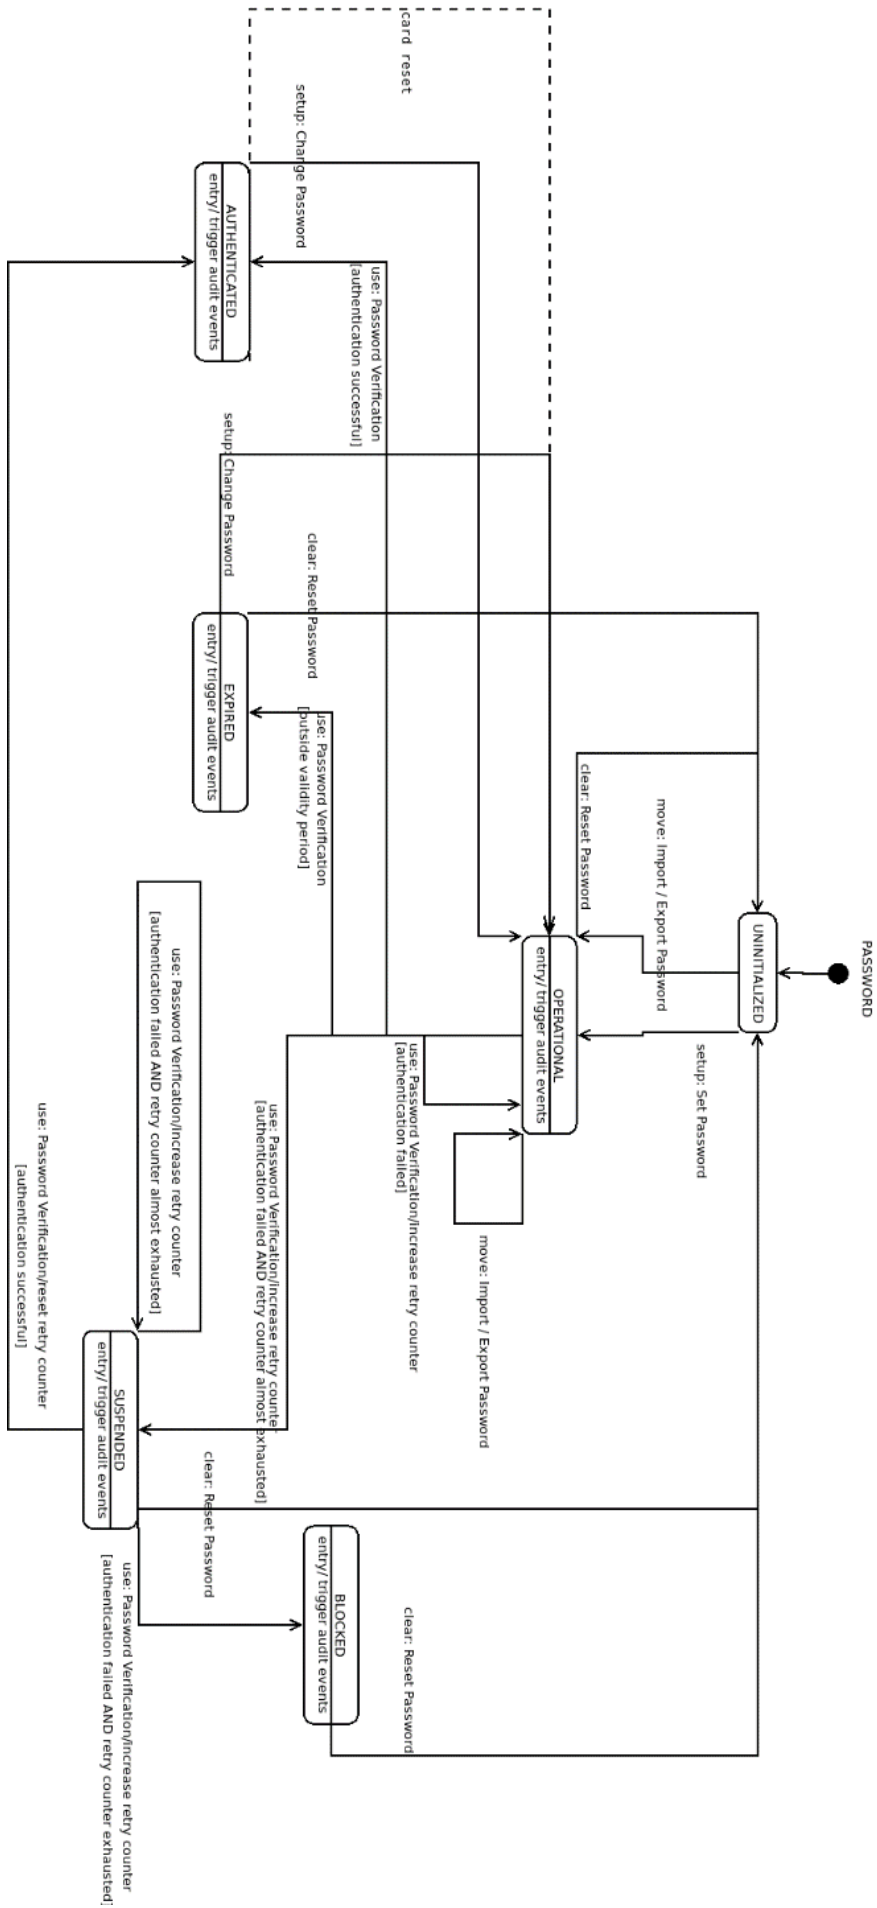 PASSWORD
UNINITIALIZED
setup: Set Password
move: Import / Export Password
clear: Reset Password
OPERATIONAL
entry/ trigger audit events
move: Import / Export Password
use: Password Verification/increase retry counter
[authentication failed]
card reset
setup: Change Password
use: Password Verification
[authentication successful]
AUTHENTICATED
entry/ trigger audit events
setup: Change Password
clear: Reset Password
use: Password Verification
[outside validity period]
EXPIRED
entry/ trigger audit events
use: Password Verification/increase retry counter
[authentication failed AND retry counter almost exhausted]
use: Password Verification/increase retry counter
[authentication failed AND retry counter almost exhausted]
SUSPENDED
entry/ trigger audit events
use: Password Verification/reset retry counter
[authentication successful]
clear: Reset Password
use: Password Verification/increase retry counter
[authentication failed AND retry counter exhausted]
BLOCKED
entry/ trigger audit events
clear: Reset Password